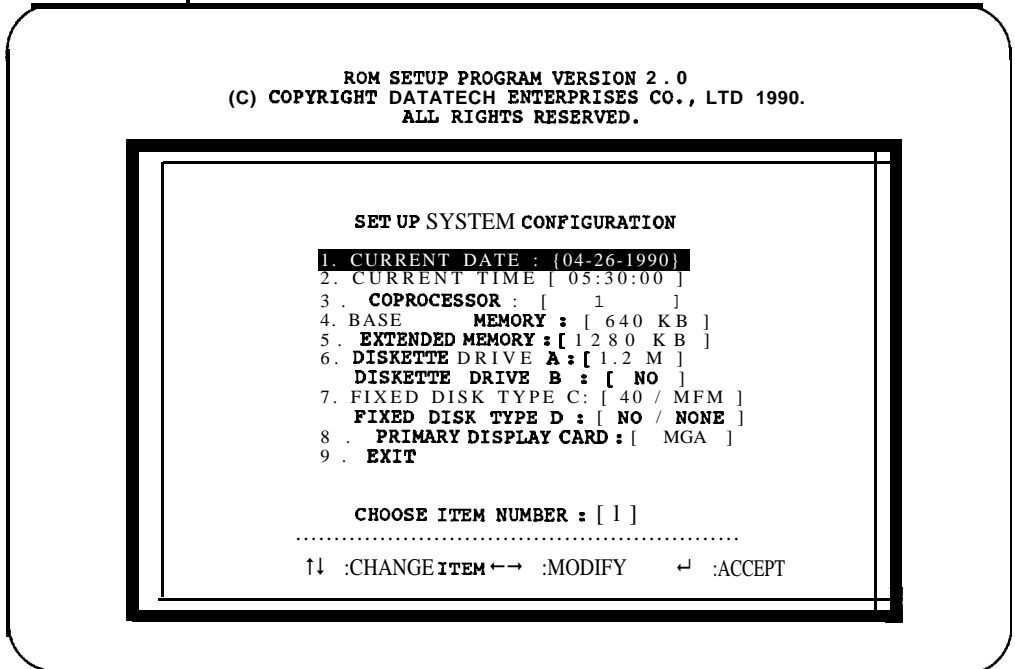 ROM SETUP PROGRAM VERSION 2.0
(C) COPYRIGHT DATATECH ENTERPRISES CO., LTD 1990.
ALL RIGHTS RESERVED.
SET UP SYSTEM CONFIGURATION
1. CURRENT DATE : {04-26-1990}
2. CURRENT TIME [ 05:30:00 ]
3. COPROCESSOR : [ 1 ]
4. BASE MEMORY : [ 640 KB ]
5. EXTENDED MEMORY : [ 1280 KB ]
6. DISKETTE DRIVE A : [ 1.2 M ]
DISKETTE DRIVE B : [ NO ]
7. FIXED DISK TYPE C: [ 40 / MFM ]
FIXED DISK TYPE D : [ NO / NONE ]
8. PRIMARY DISPLAY CARD : [ MGA ]
9. EXIT
CHOOSE ITEM NUMBER : [ 1 ]
↑↓ :CHANGE ITEM ←→ :MODIFY ↵ :ACCEPT